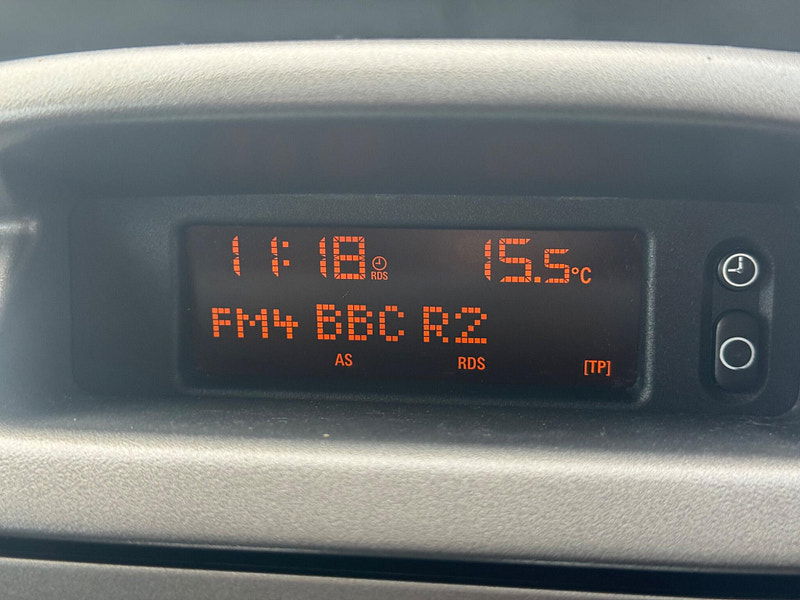 11:18 RDS 15.5°C
FM4 BBC R2
AS RDS [TP]